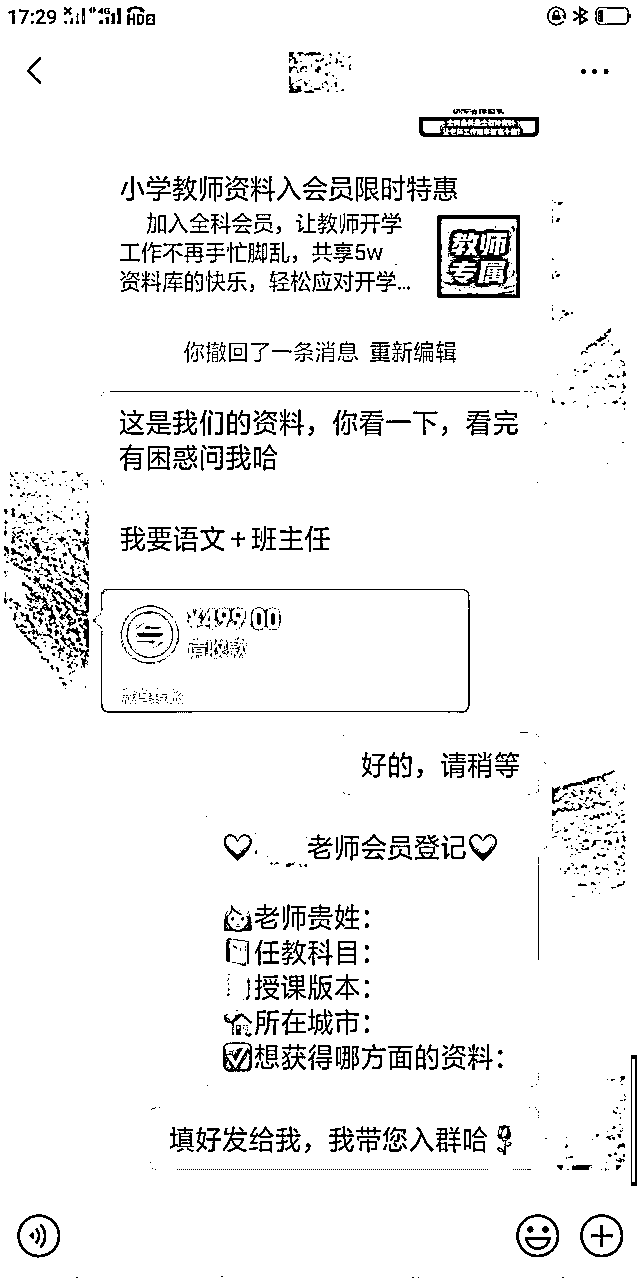 17:29
4G HD2
小学教师资料入会员限时特惠
加入全科会员，让教师开学
工作不再手忙脚乱，共享5w
资料库的快乐，轻松应对开学...
教师
专属
你撤回了一条消息 重新编辑
这是我们的资料，你看一下，看完
有困惑问我哈
我要语文+班主任
¥499.00
请收款
好的，请稍等
♡ 老师会员登记♡
老师贵姓：
任教科目：
授课版本：
所在城市：
想获得哪方面的资料：
填好发给我，我带您入群哈🌹